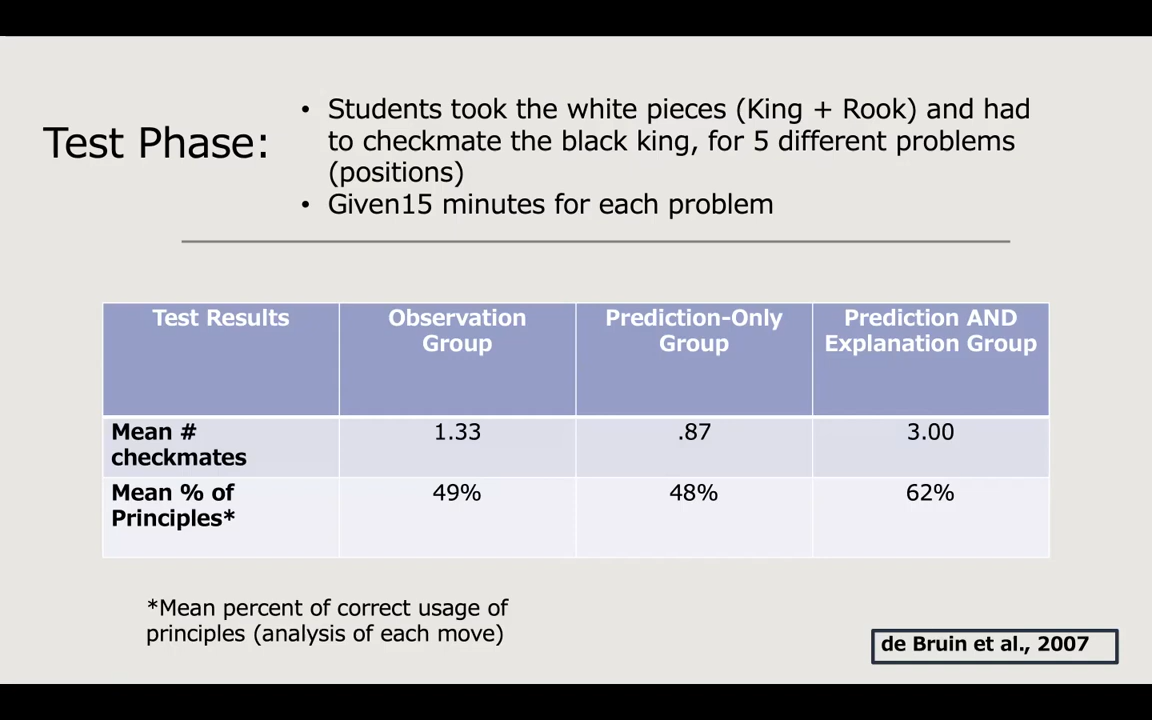 Test Phase:
• Students took the white pieces (King + Rook) and had
to checkmate the black king, for 5 different problems
(positions)
• Given15 minutes for each problem
Test Results
Observation
Group
Prediction-Only
Group
Prediction AND
Explanation Group
Mean #
checkmates
1.33
.87
3.00
Mean % of
Principles*
49%
48%
62%
*Mean percent of correct usage of
principles (analysis of each move)
de Bruin et al., 2007